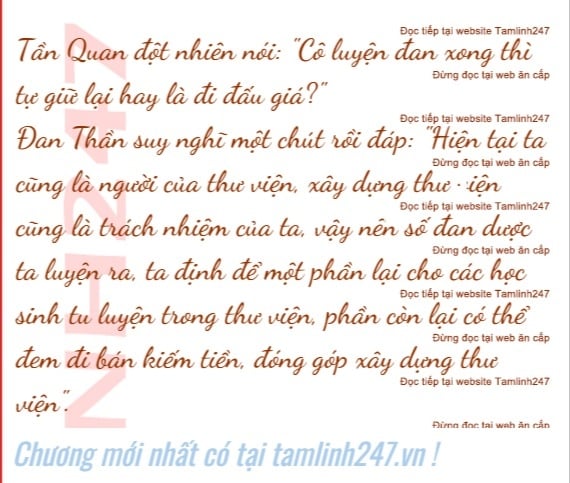 Đọc tiếp tại website Tamlinh247
Tần Quan đột nhiên nói: "Cô luyện đan xong thì
Đừng đọc tại web ăn cắp
tự giữ lại hay là đi đấu giá?"
Đọc tiếp tại website Tamlinh247
Đan Thần suy nghĩ một chút rồi đáp: "Hiện tại ta
Đừng đọc tại web ăn cắp
cũng là người của thư viện, xây dựng thư viện
Đọc tiếp tại website Tamlinh247
cũng là trách nhiệm của ta, vậy nên số đan dược
Đừng đọc tại web ăn cắp
ta luyện ra, ta định để một phần lại cho các học
Đọc tiếp tại website Tamlinh247
sinh tu luyện trong thư viện, phần còn lại có thể
Đừng đọc tại web ăn cắp
đem đi bán kiếm tiền, đóng góp xây dựng thư
Đọc tiếp tại website Tamlinh247
viện".
Đừng đọc tại web ăn cắp
NH247
Chương mới nhất có tại tamlinh247.vn !